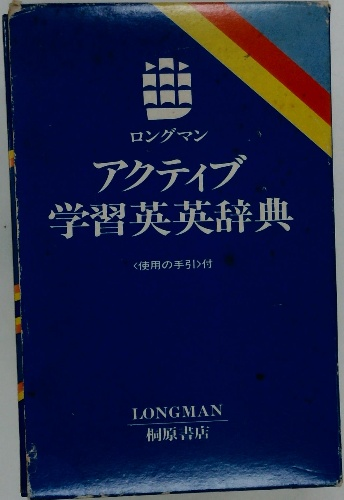 ロングマン
アクティブ
学習英英辞典
〈使用の手引〉付
LONGMAN
桐原書店